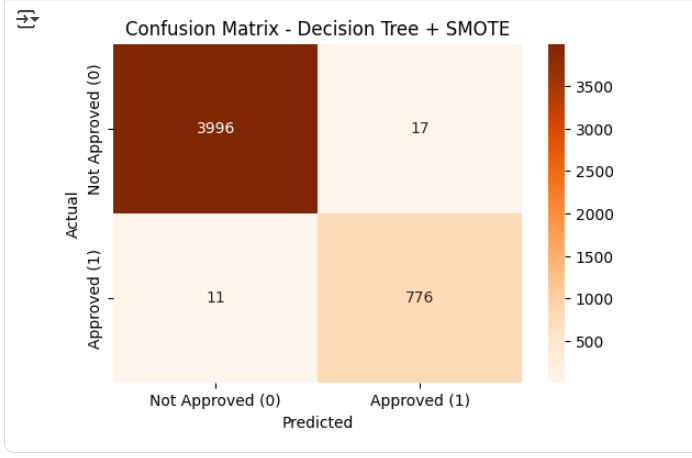 Confusion Matrix - Decision Tree + SMOTE
Actual
Not Approved (0)
Approved (1)
3996
17
11
776
Not Approved (0)
Approved (1)
Predicted
3500
3000
2500
2000
1500
1000
500